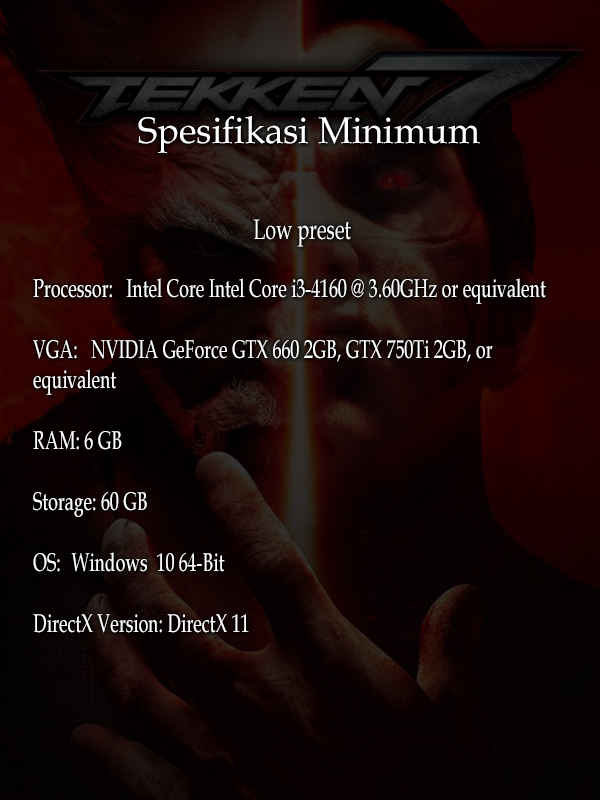 TEKKEN 7
Spesifikasi Minimum
Low preset
Processor: Intel Core Intel Core i3-4160 @ 3.60GHz or equivalent
VGA: NVIDIA GeForce GTX 660 2GB, GTX 750Ti 2GB, or
equivalent
RAM: 6 GB
Storage: 60 GB
OS: Windows 10 64-Bit
DirectX Version: DirectX 11